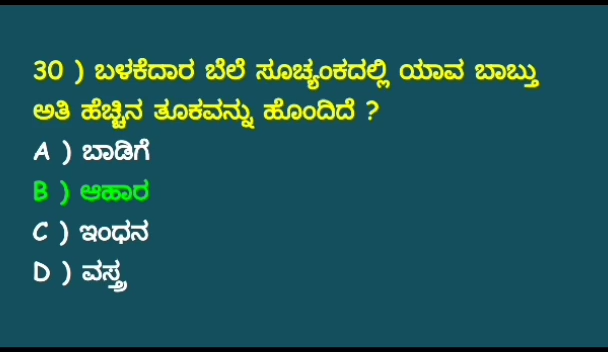 30 ) ಬಳಕೆದಾರ ಬೆಲೆ ಸೂಚ್ಯಂಕದಲ್ಲಿ ಯಾವ ಬಾಬ್ತು
ಅತಿ ಹೆಚ್ಚಿನ ತೂಕವನ್ನು ಹೊಂದಿದೆ ?
A ) ಬಾಡಿಗೆ
B ) ಆಹಾರ
C ) ಇಂಧನ
D ) ವಸ್ತ್ರ